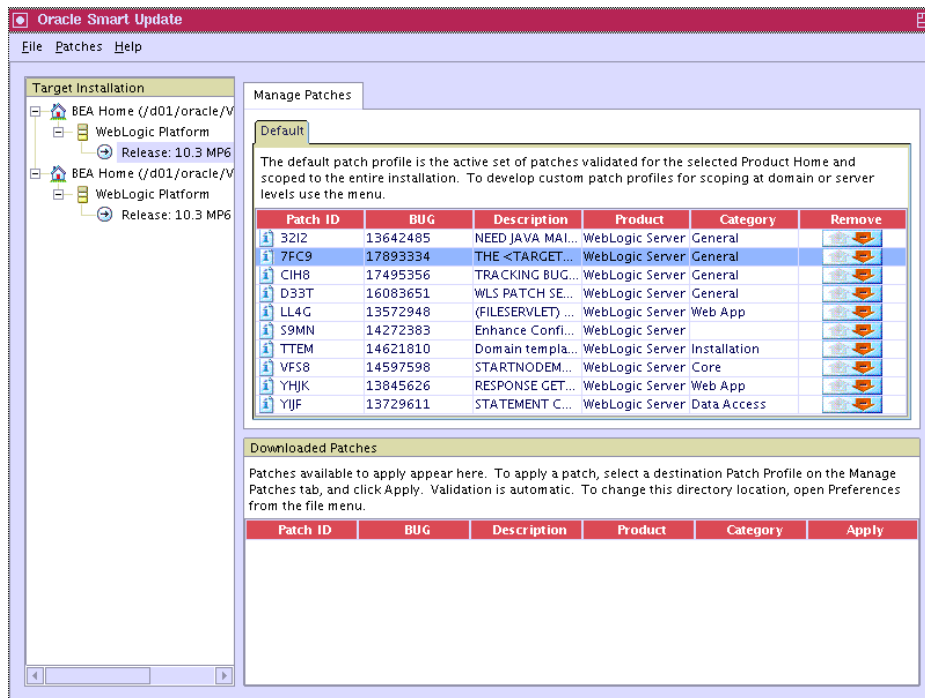 Oracle Smart Update
File Patches Help
Target Installation
BEA Home (/d01/oracle/V
WebLogic Platform
Release: 10.3 MP6
BEA Home (/d01/oracle/V
WebLogic Platform
Release: 10.3 MP6
Manage Patches
Default
The default patch profile is the active set of patches validated for the selected Product Home and
scoped to the entire installation. To develop custom patch profiles for scoping at domain or server
levels use the menu.
Patch ID BUG Description Product Category Remove
32I2 13642485 NEED JAVA MAI... WebLogic Server General
7FC9 17893334 THE <TARGET... WebLogic Server General
CIH8 17495356 TRACKING BUG... WebLogic Server General
D33T 16083651 WLS PATCH SE... WebLogic Server General
LL4G 13572948 (FILESERVLET) ... WebLogic Server Web App
S9MN 14272383 Enhance Confi... WebLogic Server
TTEM 14621810 Domain templa... WebLogic Server Installation
VFS8 14597598 STARTNODEM... WebLogic Server Core
YHJK 13845626 RESPONSE GET... WebLogic Server Web App
YIJF 13729611 STATEMENT C... WebLogic Server Data Access
Downloaded Patches
Patches available to apply appear here. To apply a patch, select a destination Patch Profile on the Manage
Patches tab, and click Apply. Validation is automatic. To change this directory location, open Preferences
from the file menu.
Patch ID BUG Description Product Category Apply